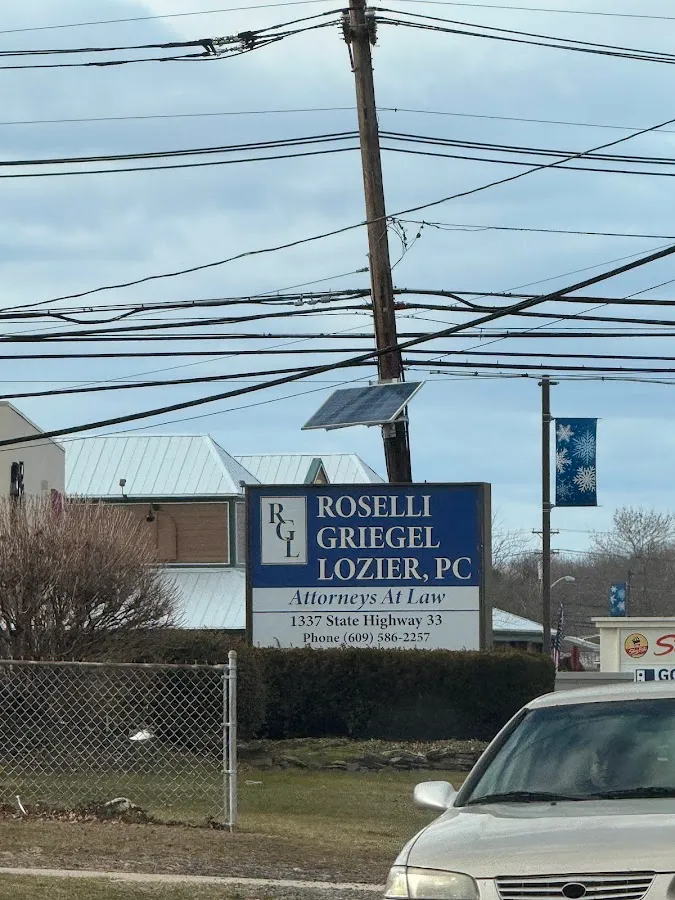 RGL
ROSELLI
GRIEGEL
LOZIER, PC
Attorneys At Law
1337 State Highway 33
Phone (609) 586-2257